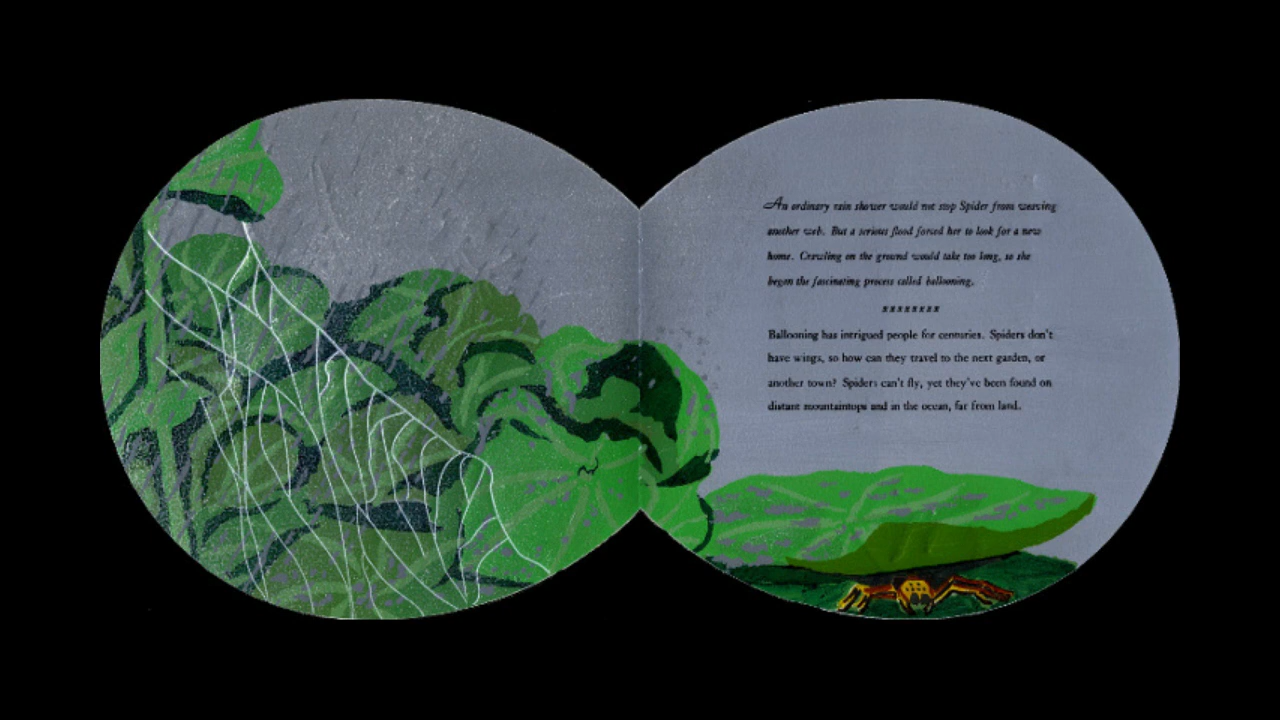 An ordinary rain shower would not stop Spider from weaving
another web. But a serious flood forced her to look for a new
home. Crawling on the ground would take too long, so she
began the fascinating process called ballooning.
Ballooning has intrigued people for centuries. Spiders don't
have wings, so how can they travel to the next garden, or
another town? Spiders can't fly, yet they've been found on
distant mountaintops and in the ocean, far from land.